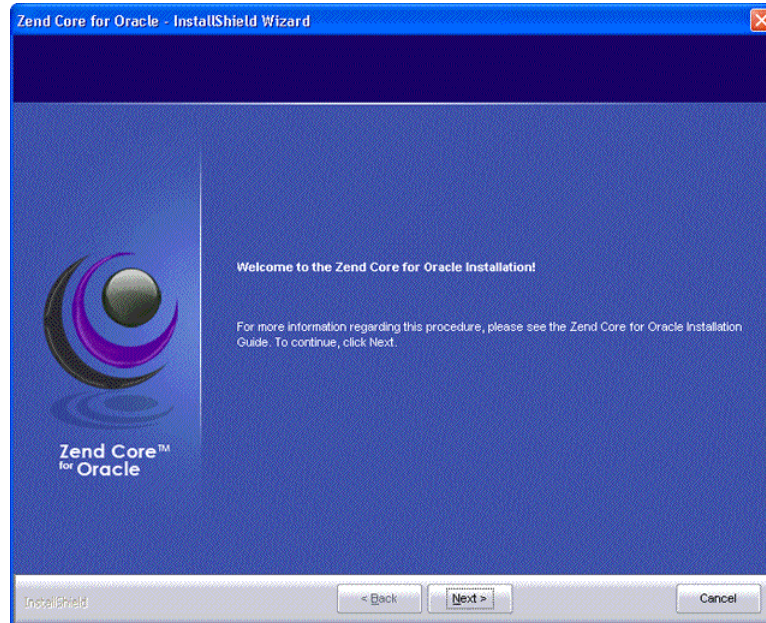 Zend Core for Oracle - InstallShield Wizard
Welcome to the Zend Core for Oracle Installation!
For more information regarding this procedure, please see the Zend Core for Oracle Installation
Guide. To continue, click Next.
Zend Core™
for Oracle
InstallShield
< Back
Next >
Cancel